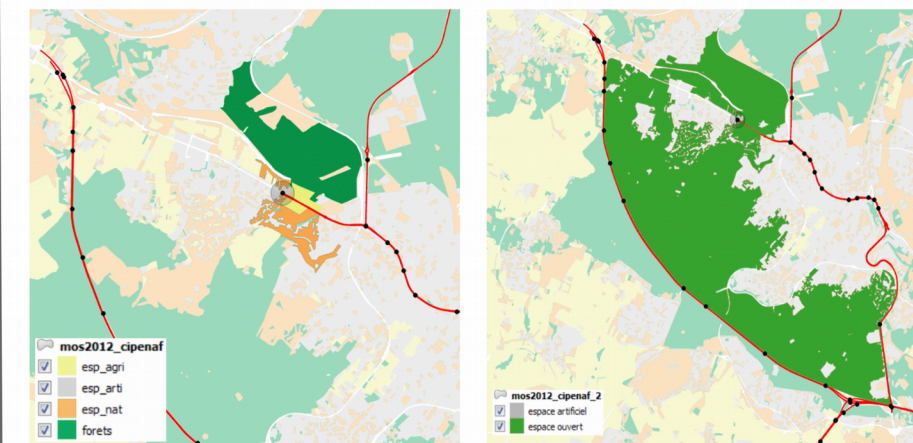 mos2012_cipenaf
esp_agri
esp_arti
esp_nat
forets
mos2012_cipenaf_2
espace artificiel
espace ouvert